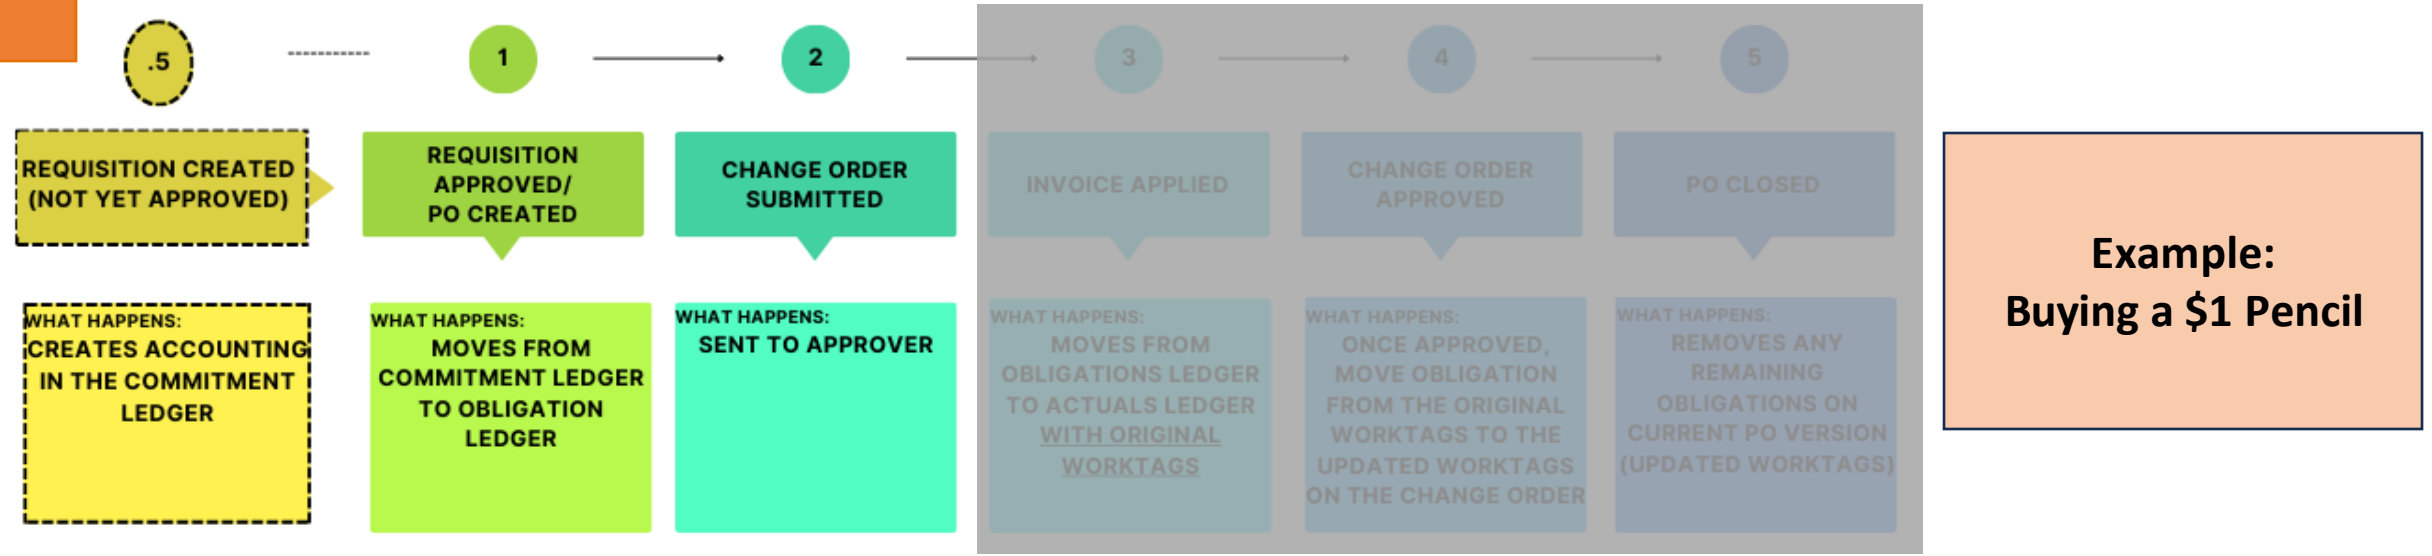 .5
1
2
3
4
5
REQUISITION CREATED
(NOT YET APPROVED)
REQUISITION
APPROVED/
PO CREATED
CHANGE ORDER
SUBMITTED
INVOICE APPLIED
CHANGE ORDER
APPROVED
PO CLOSED
WHAT HAPPENS:
CREATES ACCOUNTING
IN THE COMMITMENT
LEDGER
WHAT HAPPENS:
MOVES FROM
COMMITMENT LEDGER
TO OBLIGATION
LEDGER
WHAT HAPPENS:
SENT TO APPROVER
WHAT HAPPENS:
MOVES FROM
OBLIGATIONS LEDGER
TO ACTUALS LEDGER
WITH ORIGINAL
WORKTAGS
WHAT HAPPENS:
ONCE APPROVED,
MOVE OBLIGATION
FROM THE ORIGINAL
WORKTAGS TO THE
UPDATED WORKTAGS
ON THE CHANGE ORDER
WHAT HAPPENS:
REMOVES ANY
REMAINING
OBLIGATIONS ON
CURRENT PO VERSION
(UPDATED WORKTAGS)
Example:
Buying a $1 Pencil